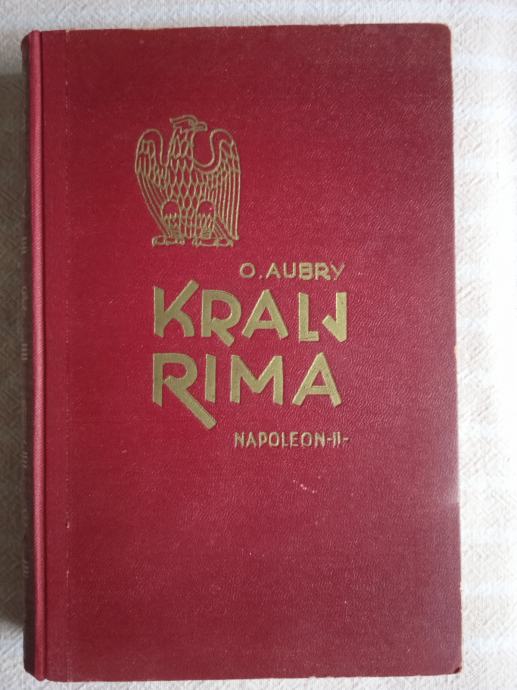 O. AUBRY
KRALJ
RIMA
NAPOLEON-II-